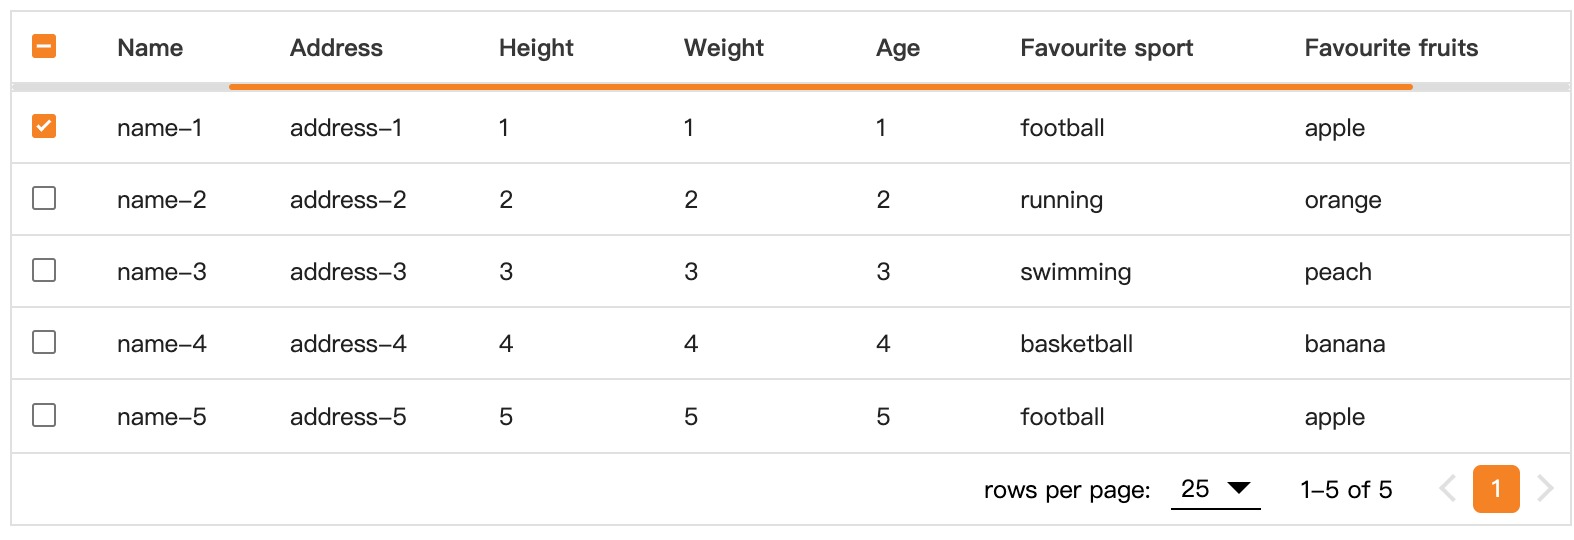 Name Address Height Weight Age Favourite sport Favourite fruits
name-1 address-1 1 1 1 football apple
name-2 address-2 2 2 2 running orange
name-3 address-3 3 3 3 swimming peach
name-4 address-4 4 4 4 basketball banana
name-5 address-5 5 5 5 football apple
rows per page: 25 1-5 of 5 1